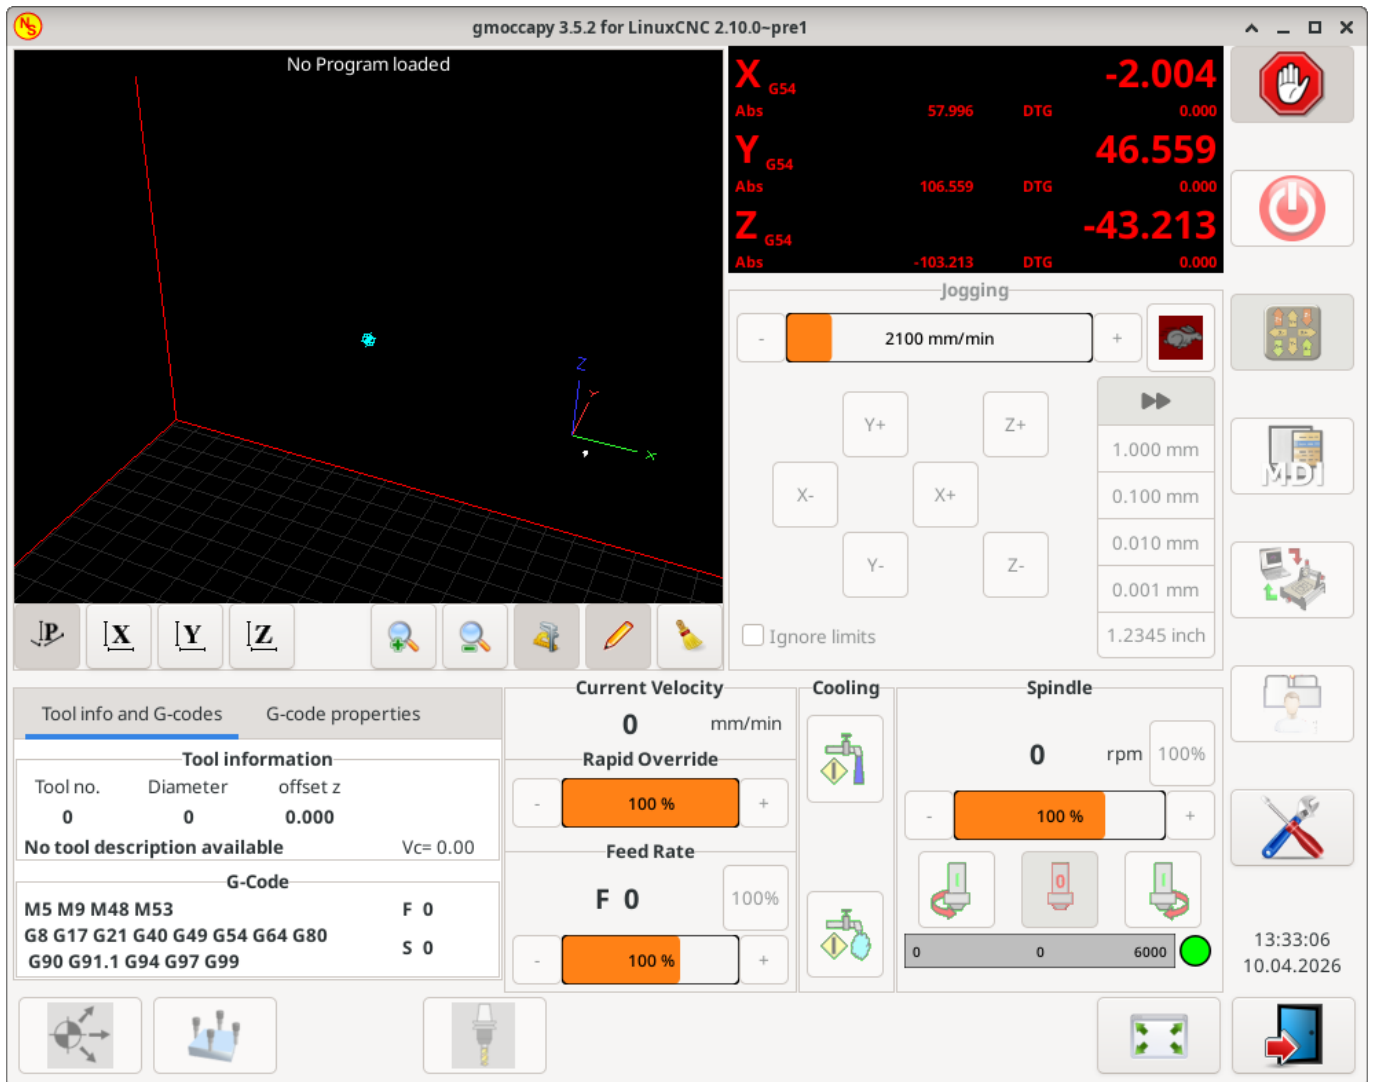 gmoccapy 3.5.2 for LinuxCNC 2.10.0~pre1
No Program loaded
Z
Y
X
X G54 -2.004
Abs 57.996 DTG 0.000
Y G54 46.559
Abs 106.559 DTG 0.000
Z G54 -43.213
Abs -103.213 DTG 0.000
Jogging
- 2100 mm/min +
Y+ Z+
X- X+
Y- Z-
1.000 mm
0.100 mm
0.010 mm
0.001 mm
1.2345 inch
Ignore limits
MDI
P X Y Z
Tool info and G-codes G-code properties
Tool information
Tool no. Diameter offset z
0 0 0.000
No tool description available Vc= 0.00
G-Code
M5 M9 M48 M53 F 0
G8 G17 G21 G40 G49 G54 G64 G80
S 0
G90 G91.1 G94 G97 G99
Current Velocity
0 mm/min
Rapid Override
- 100 % +
Feed Rate
F 0 100%
- 100 % +
Cooling
Spindle
0 rpm 100%
- 100 % +
1 0 1
0 0 6000
13:33:06
10.04.2026